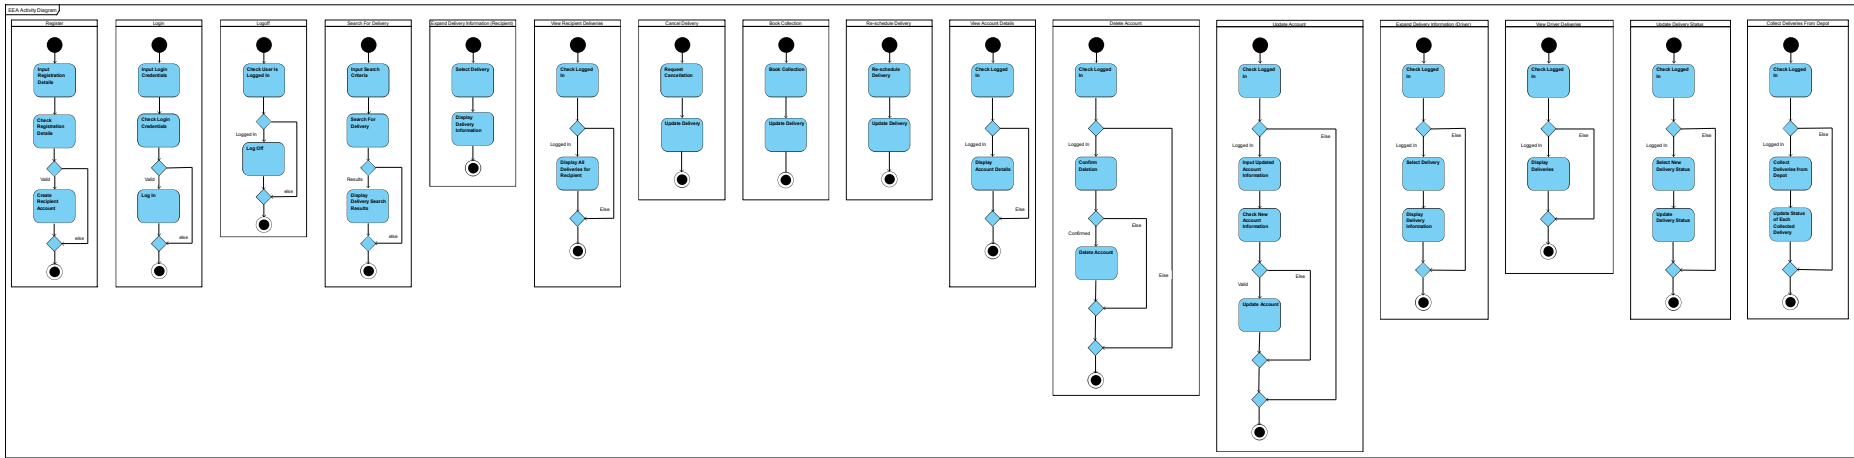 EEA Activity Diagram
Register
Input
Registration
Details
Check
Registration
Details
Valid
Create
Recipient
Account
else
Login
Input Login
Credentials
Check Login
Credentials
Valid
Log In
else
Logoff
Check User Is
Logged In
Logged In
Log Off
else
Search For Delivery
Input Search
Criteria
Search For
Delivery
Results
Display
Delivery Search
Results
else
Expand Delivery Information (Recipient)
Select Delivery
Display
Delivery
Information
View Recipient Deliveries
Check Logged
In
Logged In
Display All
Deliveries for
Recipient
Else
Cancel Delivery
Request
Cancellation
Update Delivery
Book Collection
Book Collection
Update Delivery
Re-schedule Delivery
Re-schedule
Delivery
Update Delivery
View Account Details
Check Logged
In
Logged In
Display
Account Details
Else
Delete Account
Check Logged
In
Logged In
Confirm
Deletion
Else
Confirmed
Delete Account
Else
Update Account
Check Logged
In
Else
Logged In
Input Updated
Account
Information
Check New
Account
Information
Else
Valid
Update Account
Expand Delivery Information (Driver)
Check Logged
In
Else
Logged In
Select Delivery
Display
Delivery
Information
View Driver Deliveries
Check Logged
In
Else
Logged In
Display
Deliveries
Update Delivery Status
Check Logged
In
Else
Logged In
Select New
Delivery Status
Update
Delivery Status
Collect Deliveries From Depot
Check Logged
In
Else
Logged In
Collect
Deliveries from
Depot
Update Status
of Each
Collected
Delivery